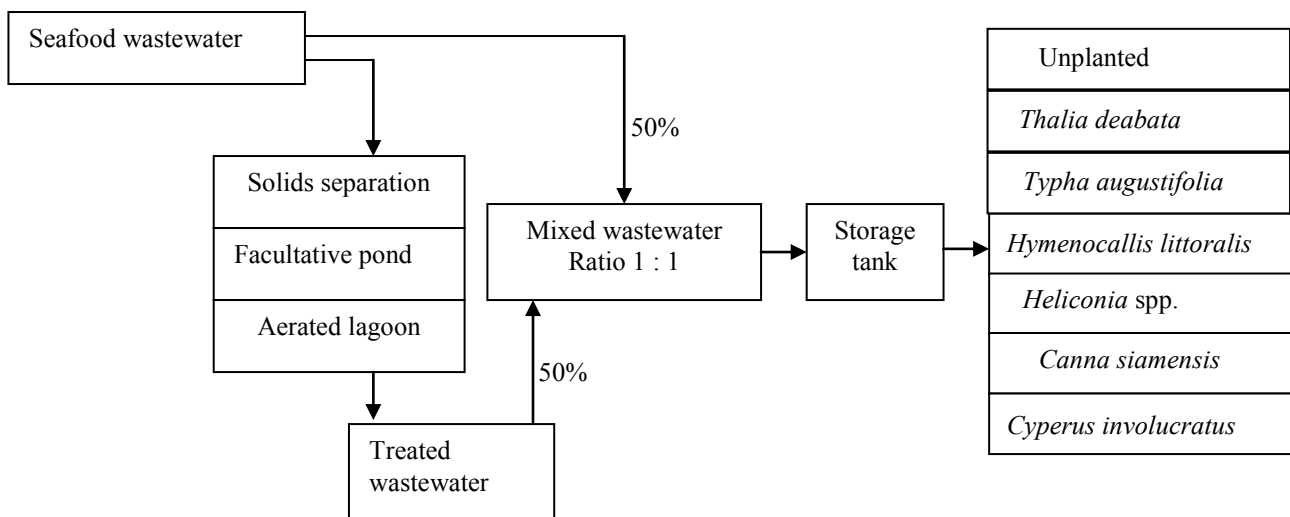 Seafood wastewater
50%
Solids separation
Facultative pond
Aerated lagoon
50%
Treated
wastewater
Mixed wastewater
Ratio 1 : 1
Storage
tank
Unplanted
Thalia deabata
Typha augustifolia
Hymenocallis littoralis
Heliconia spp.
Canna siamensis
Cyperus involucratus